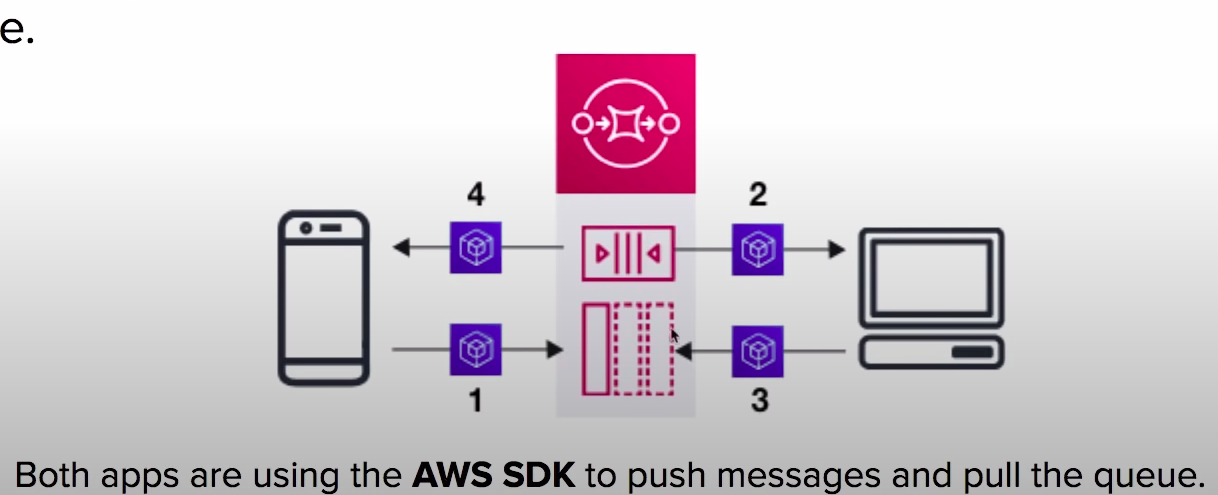 e.
4
2
1
3
Both apps are using the AWS SDK to push messages and pull the queue.